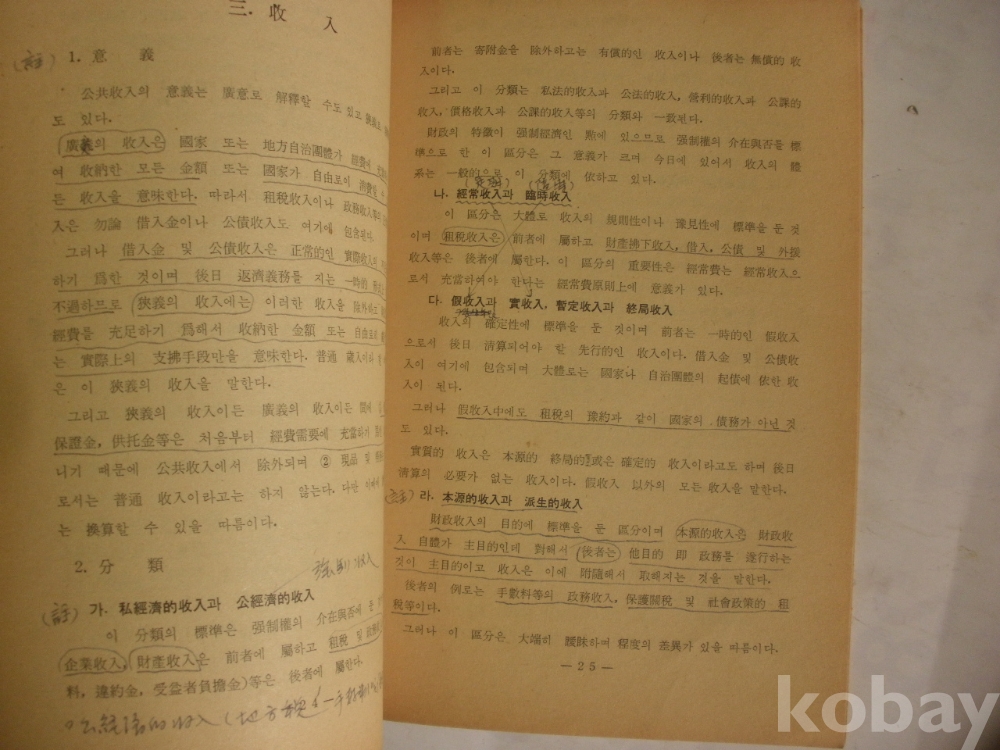 三. 收入
1. 意義
公共收入의 意義는 廣意로 解釋할 수도 있고
도 있다.
廣義의 收入은 國家 또는 地方自治團體가
여 收納한 모든 金額 또는 國家가 自由로이
든 收入을 意味한다. 따라서 租稅收入이나
入은 勿論 借入金이나 公債收入도 여기에 包含된다.
그러나 借入金 및 公債收入은 正常的인
하기 爲한 것이며 後日 返濟義務를 지는 一時的
不過하므로 狹義의 收入에는 이러한 收入을 除外하고
經費를 充足하기 爲해서 收納한 金額 또는
는 實際上의 支拂手段만을 意味한다. 普通
은 이 狹義의 收入을 말한다.
그리고 狹義의 收入이든 廣義의 收入이든 間에
保證金, 供托金等은 처음부터 經費需要에 充當하
니기 때문에 公共收入에서 除外되며 ② 現品 및
로서는 普通 收入이라고는 하지 않는다. 다만
는 換算할 수 있을 따름이다.
2. 分類
가. 私經濟的收入과 公經濟的收入
이 分類의 標準은 强制權의 介在與否에
企業收入, 財產收入은 前者에 屬하고 租稅 및
料, 違約金, 受益者負擔金)等은 後者에 屬한다.
前者는 寄附金을 除外하고는 有償的인 收入이나 後者는 無償的 收
入이다.
그리고 이 分類는 私法的收入과 公法的收入, 營利的收入과 公課的
收入, 價格收入과 公課的收入等의 分類와 一致된다.
財政의 特徵이 强制經濟인 點에 있으므로 强制權의 介在與否를 標
準으로 한 이 區分은 그 意義가 크며 今日에 있어서 收入의 體
系는 一般的으로 이 分類에 依하고 있다.
나. 經常收入과 臨時收入
이 區分은 大體로 收入의 規則性이나 豫見性에 標準을 둔 것
이며 租稅收入은 前者에 屬하고 財產拂下收入, 借入, 公債 및 外援
收入等은 後者에 屬한다. 이 區分의 重要性은 經常費는 經常收入으
로서 充當하여야 한다는 經常費原則上에 意義가 있다.
다. 假收入과 實收入, 暫定收入과 終局收入
收入의 確定性에 標準을 둔 것이며 前者는 一時的인 假收入
으로서 後日 淸算되어야 할 先行的인 收入이다. 借入金 및 公債收
入이 여기에 包含되며 大體로는 國家나 自治團體의 起債에 依한 收
入이 된다.
그러나 假收入中에도 租稅의 豫約과 같이 國家의 債務가 아닌 것
도 있다.
實質的 收入은 本源的 終局的 或은 確定的 收入이라고도 하며 後日
淸算의 必要가 없는 收入이다. 假收入 以外의 모든 收入을 말한다.
라. 本源的收入과 派生的收入
財政收入의 目的에 標準을 둔 區分이며 本源的收入은 財政收
入 自體가 主目的인데 對해서 後者는 他目的 即 政務를 遂行하는
것이 主目的이고 收入은 이에 附隨해서 取해지는 것을 말한다.
後者의 例로는 手數料等의 政務收入, 保護關稅 및 社會政策的 租
稅等이다.
그러나 이 區分은 大端히 曖昧하며 程度의 差異가 있을 따름이다.
— 25 —
kobay